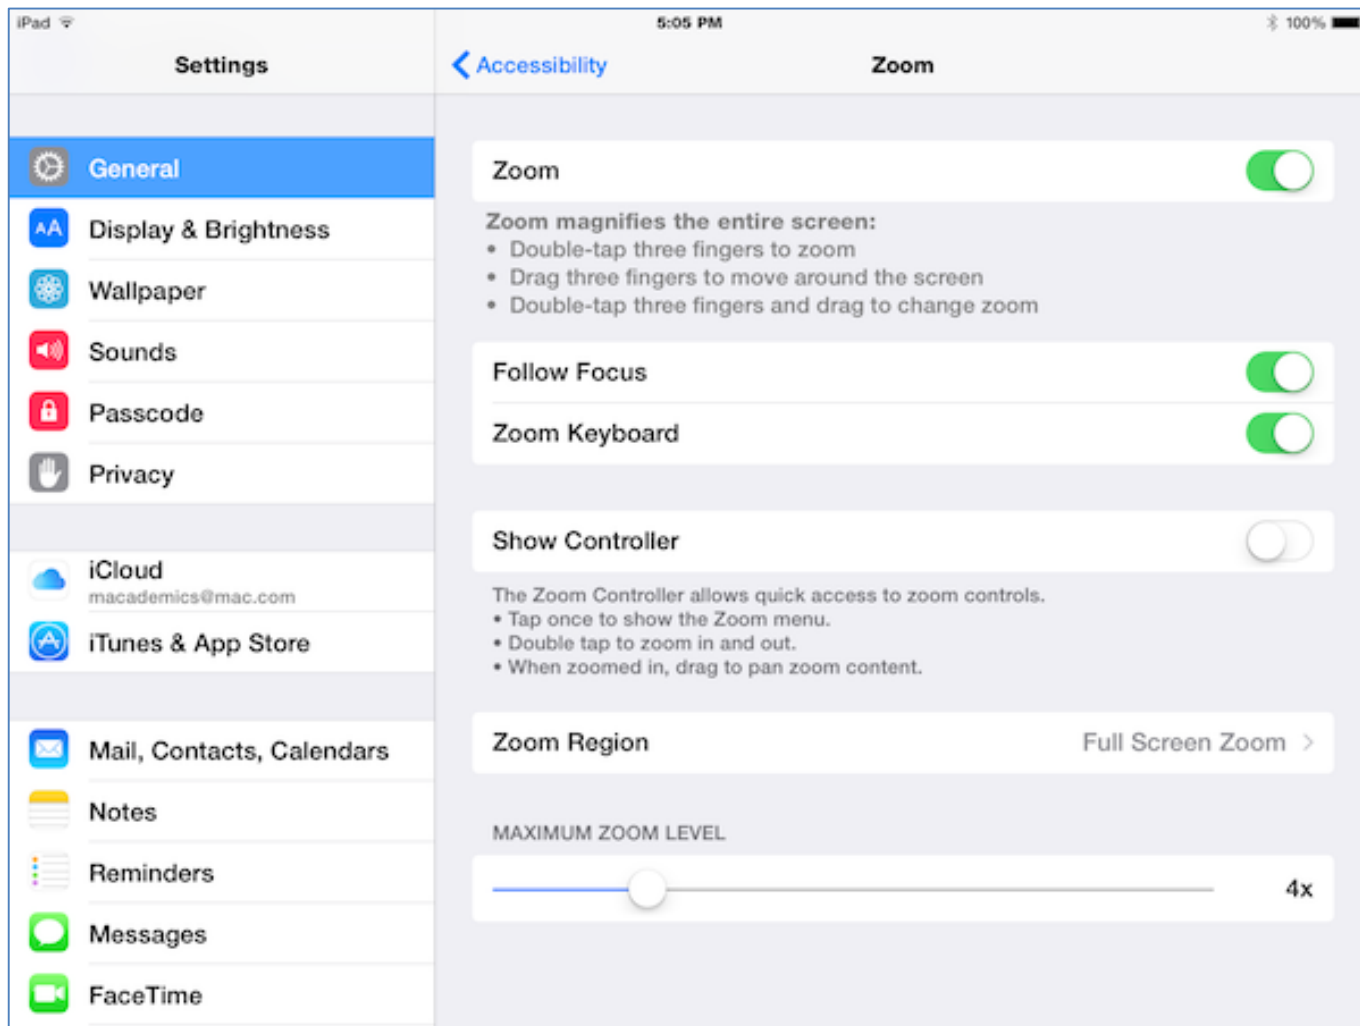 iPad
5:05 PM
100%
Settings
Accessibility
Zoom
General
AA
Display & Brightness
Wallpaper
Sounds
Passcode
Privacy
iCloud
macademics@mac.com
iTunes & App Store
Mail, Contacts, Calendars
Notes
Reminders
Messages
FaceTime
Zoom
Zoom magnifies the entire screen:
• Double-tap three fingers to zoom
• Drag three fingers to move around the screen
• Double-tap three fingers and drag to change zoom
Follow Focus
Zoom Keyboard
Show Controller
The Zoom Controller allows quick access to zoom controls.
• Tap once to show the Zoom menu.
• Double tap to zoom in and out.
• When zoomed in, drag to pan zoom content.
Zoom Region Full Screen Zoom >
MAXIMUM ZOOM LEVEL
4x